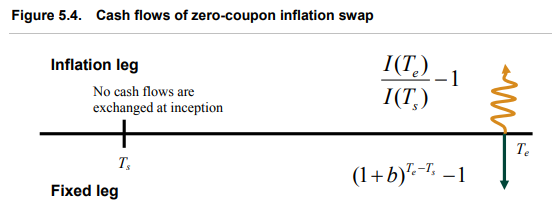 Figure 5.4. Cash flows of zero-coupon inflation swap
Inflation leg
No cash flows are
exchanged at inception
I(T_e)/I(T_s) − 1
T_s
T_e
(1+b)^{T_e−T_s} − 1
Fixed leg